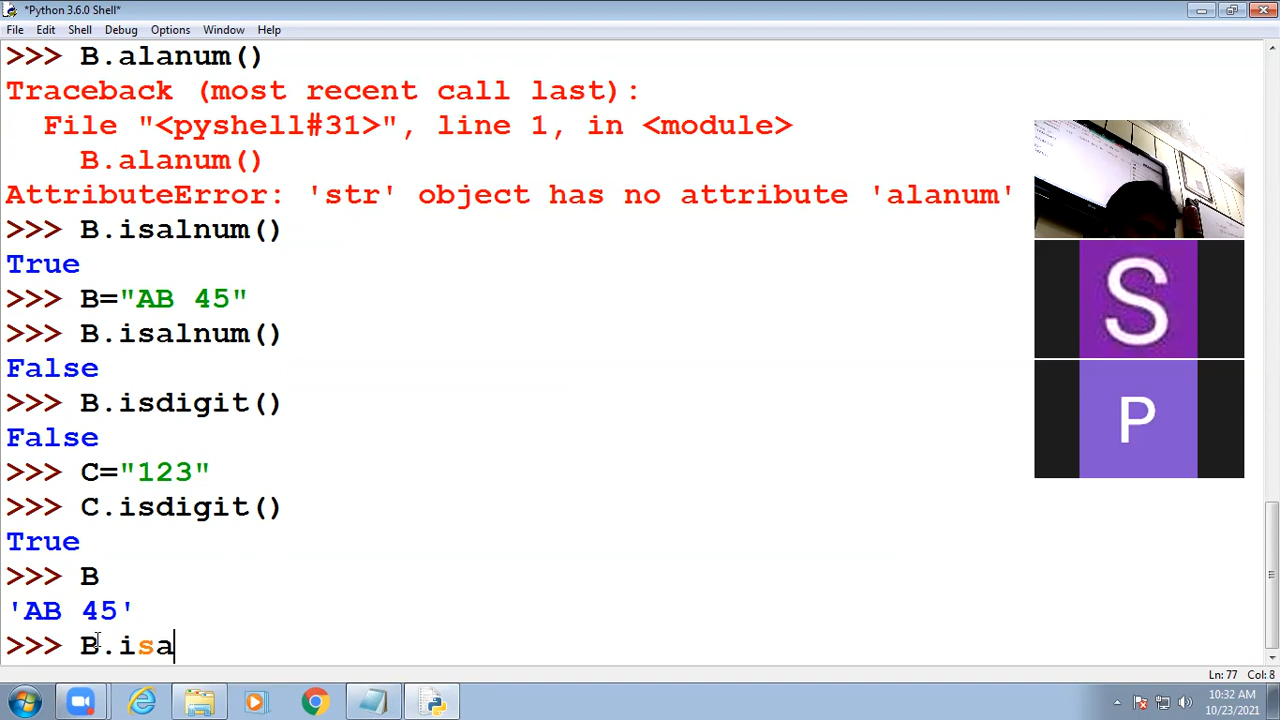 *Python 3.6.0 Shell*
File Edit Shell Debug Options Window Help
>>> B.alanum()
Traceback (most recent call last):
  File "<pyshell#31>", line 1, in <module>
    B.alanum()
AttributeError: 'str' object has no attribute 'alanum'
>>> B.isalnum()
True
>>> B="AB 45"
>>> B.isalnum()
False
>>> B.isdigit()
False
>>> C="123"
>>> C.isdigit()
True
>>> B
'AB 45'
>>> B.isa
S
P
Ln: 77 Col: 8
10:32 AM
10/23/2021